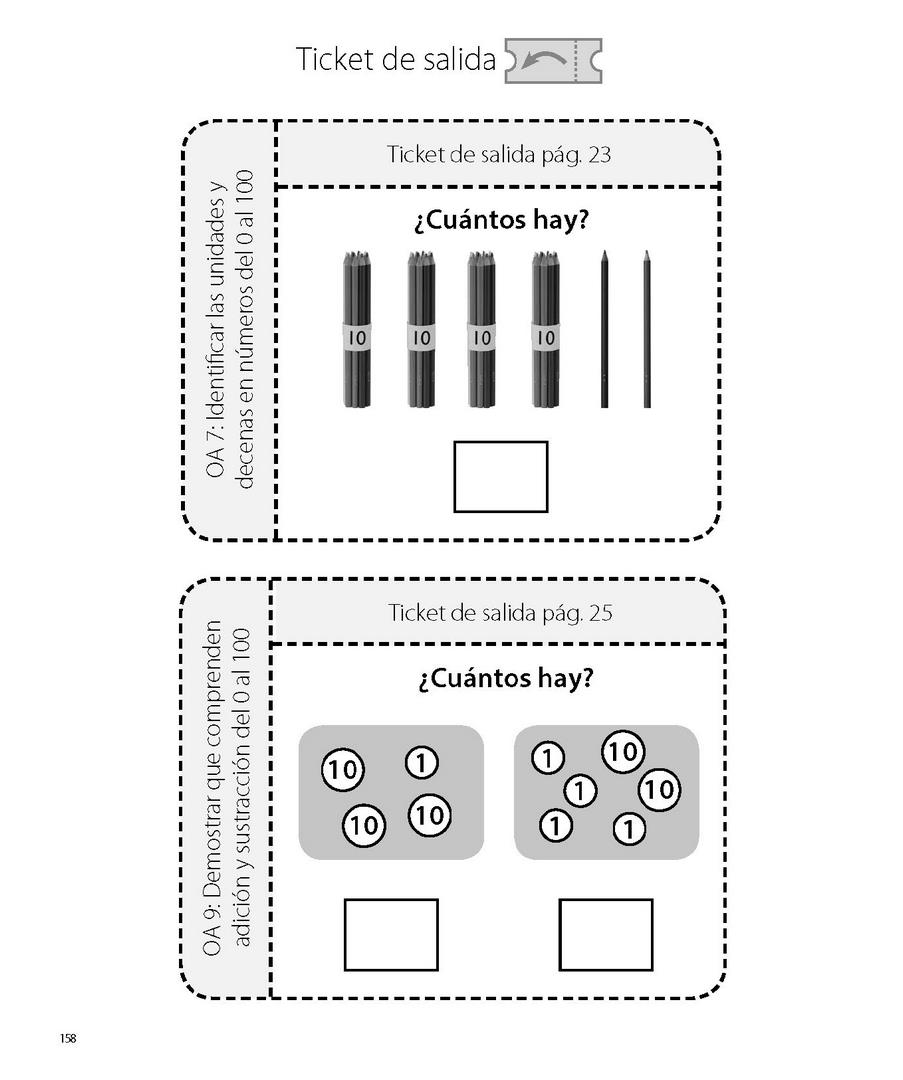 Ticket de salida
Ticket de salida pág. 23
OA 7: Identificar las unidades y
decenas en números del 0 al 100
¿Cuántos hay?
10 10 10 10
Ticket de salida pág. 25
OA 9: Demostrar que comprenden
adición y sustracción del 0 al 100
¿Cuántos hay?
10 1
10 10
1 10
1 10
1 1
158